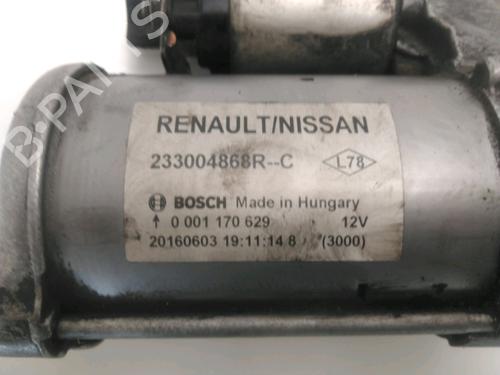 RENAULT/NISSAN
233004868R--C L78
BOSCH Made in Hungary
0 001 170 629 12V
20160603 19:11:14 8 (3000)
B-PARTS